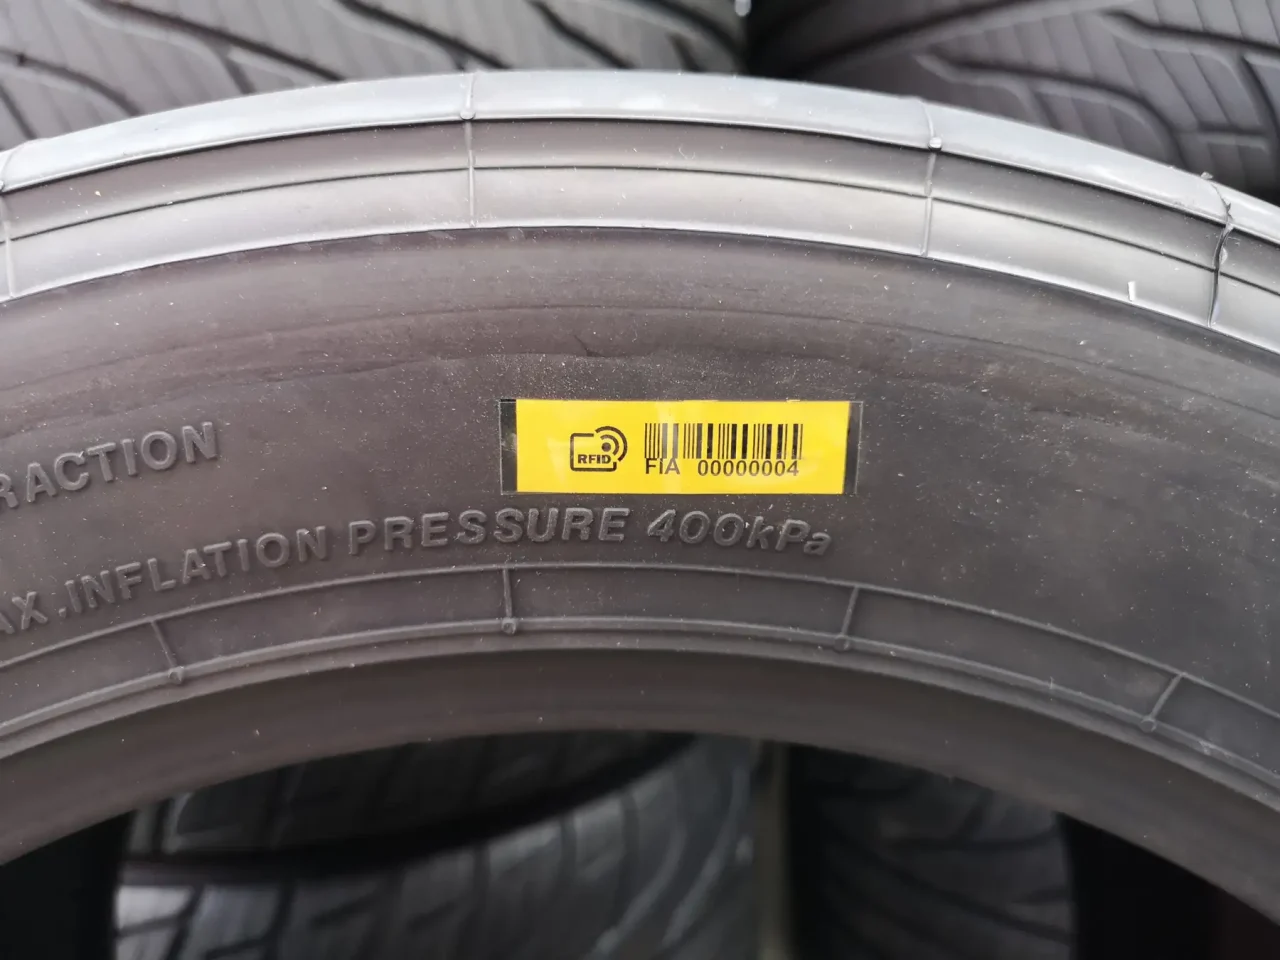 RACTION
RFID
FIA 00000004
AX.INFLATION PRESSURE 400kPa